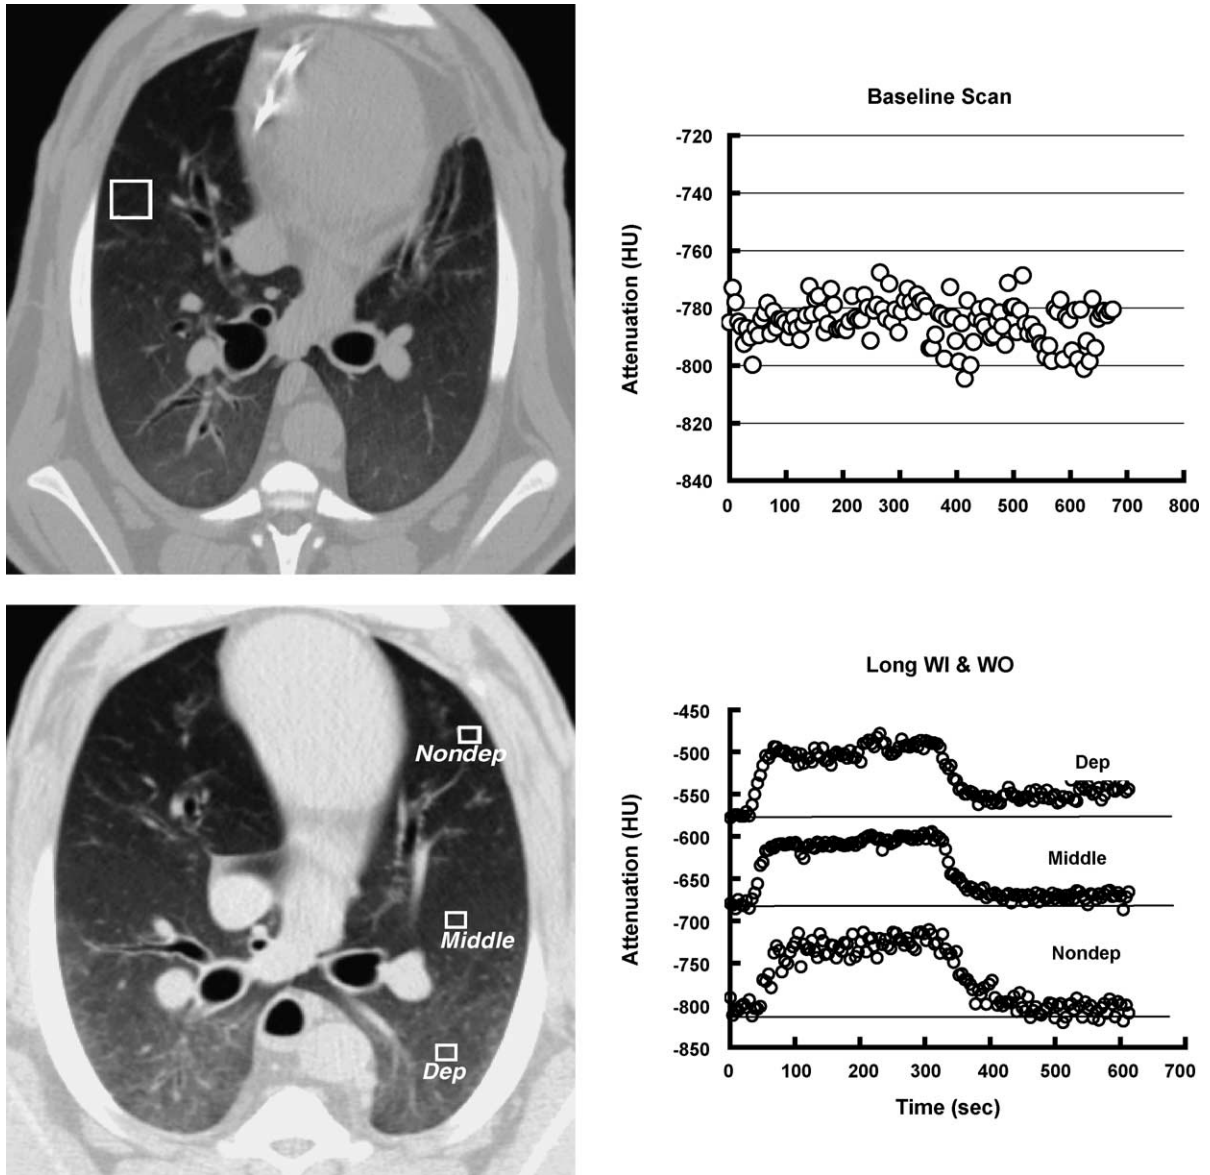 Baseline Scan
Attenuation (HU)
-720
-740
-760
-780
-800
-820
-840
0 100 200 300 400 500 600 700 800
Nondep
Middle
Dep
Long WI & WO
Attenuation (HU)
-450
-500
-550
-600
-650
-700
-750
-800
-850
Dep
Middle
Nondep
0 100 200 300 400 500 600 700
Time (sec)